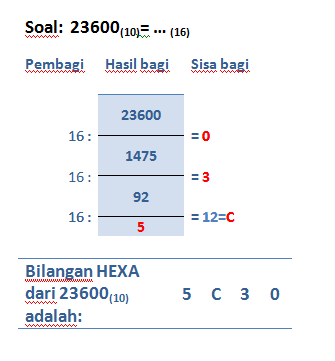 Soal: 23600(10)= ... (16)
Pembagi Hasil bagi Sisa bagi
23600
16 : = 0
1475
16 : = 3
92
16 : = 12=C
5
Bilangan HEXA
dari 23600(10) 5 C 3 0
adalah: